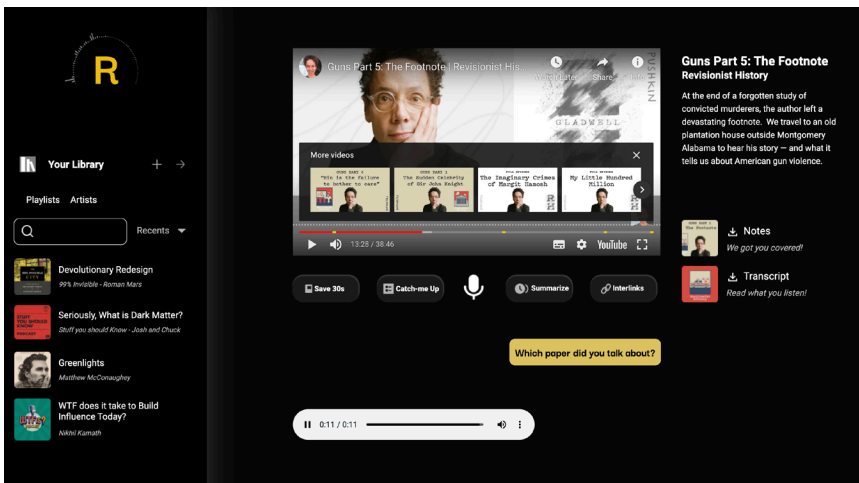 R
Your Library
Playlists Artists
Recents
Devolutionary Redesign
99% Invisible - Roman Mars
Seriously, What is Dark Matter?
Stuff you should Know - Josh and Chuck
Greenlights
Matthew McConaughey
WTF does it take to Build
Influence Today?
Nikhil Kamath
Guns Part 5: The Footnote | Revisionist His...
Watch Later Share Info
PUSHKIN
GLADWELL
More videos
"Sin is the failure
to bother to care"
The Sudden Celebrity
of Sir John Knight
The Imaginary Crimes
of Margit Hamosh
My Little Hundred
Million
13:28 / 38:46
YouTube
Save 30s
Catch-me Up
Summarize
Interlinks
Which paper did you talk about?
0:11 / 0:11
Guns Part 5: The Footnote
Revisionist History
At the end of a forgotten study of
convicted murderers, the author left a
devastating footnote. We travel to an old
plantation house outside Montgomery
Alabama to hear his story — and what it
tells us about American gun violence.
Notes
We got you covered!
Transcript
Read what you listen!